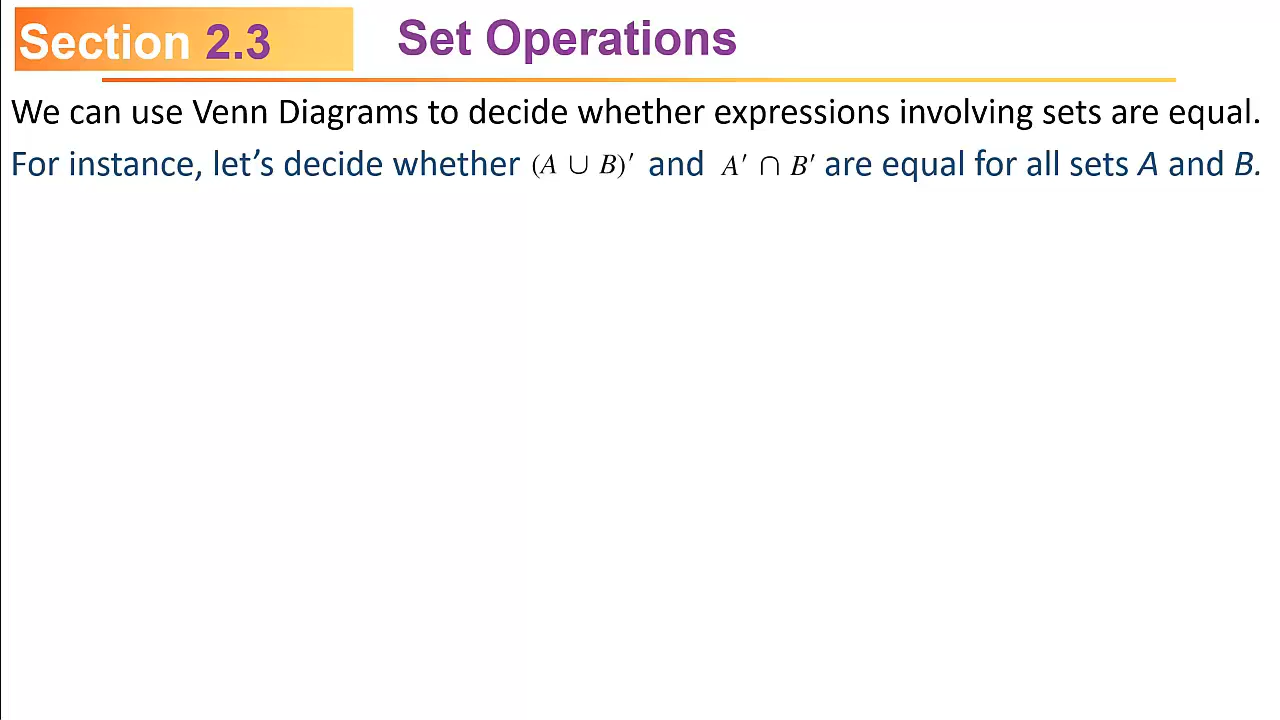 Section 2.3
Set Operations
We can use Venn Diagrams to decide whether expressions involving sets are equal.
For instance, let’s decide whether (A ∪ B)′ and A′ ∩ B′ are equal for all sets A and B.